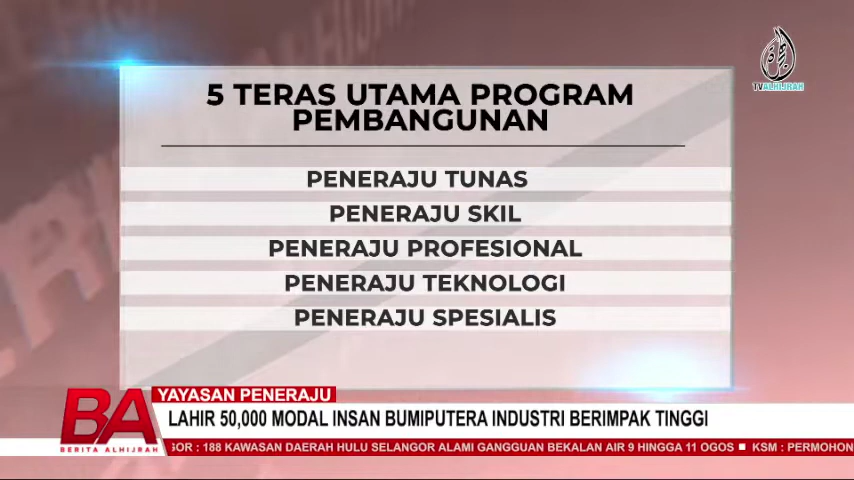 TVALHIJRAH
5 TERAS UTAMA PROGRAM
PEMBANGUNAN
PENERAJU TUNAS
PENERAJU SKIL
PENERAJU PROFESIONAL
PENERAJU TEKNOLOGI
PENERAJU SPESIALIS
YAYASAN PENERAJU
BA
BERITA ALHIJRAH
LAHIR 50,000 MODAL INSAN BUMIPUTERA INDUSTRI BERIMPAK TINGGI
GOR : 188 KAWASAN DAERAH HULU SELANGOR ALAMI GANGGUAN BEKALAN AIR 9 HINGGA 11 OGOS ■ KSM : PERMOHON